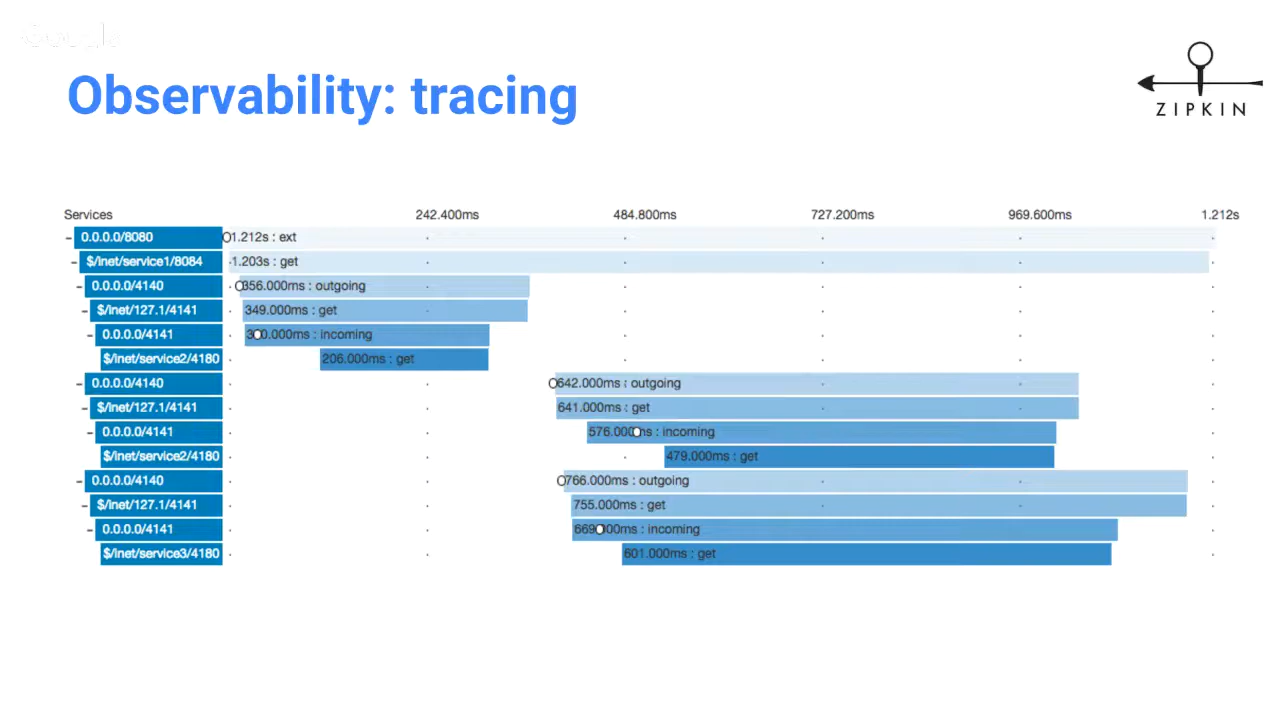 Observability: tracing
ZIPKIN
Services 242.400ms 484.800ms 727.200ms 969.600ms 1.212s
0.0.0.0/8080 1.212s : ext
$/inet/service1/8084 1.203s : get
0.0.0.0/4140 356.000ms : outgoing
$/inet/127.1/4141 349.000ms : get
0.0.0.0/4141 : incoming
$/inet/service2/4180 206.000ms : get
0.0.0.0/4140 642.000ms : outgoing
$/inet/127.1/4141 641.000ms : get
0.0.0.0/4141 576.000ms : incoming
$/inet/service2/4180 479.000ms : get
0.0.0.0/4140 766.000ms : outgoing
$/inet/127.1/4141 755.000ms : get
0.0.0.0/4141 669.000ms : incoming
$/inet/service3/4180 601.000ms : get